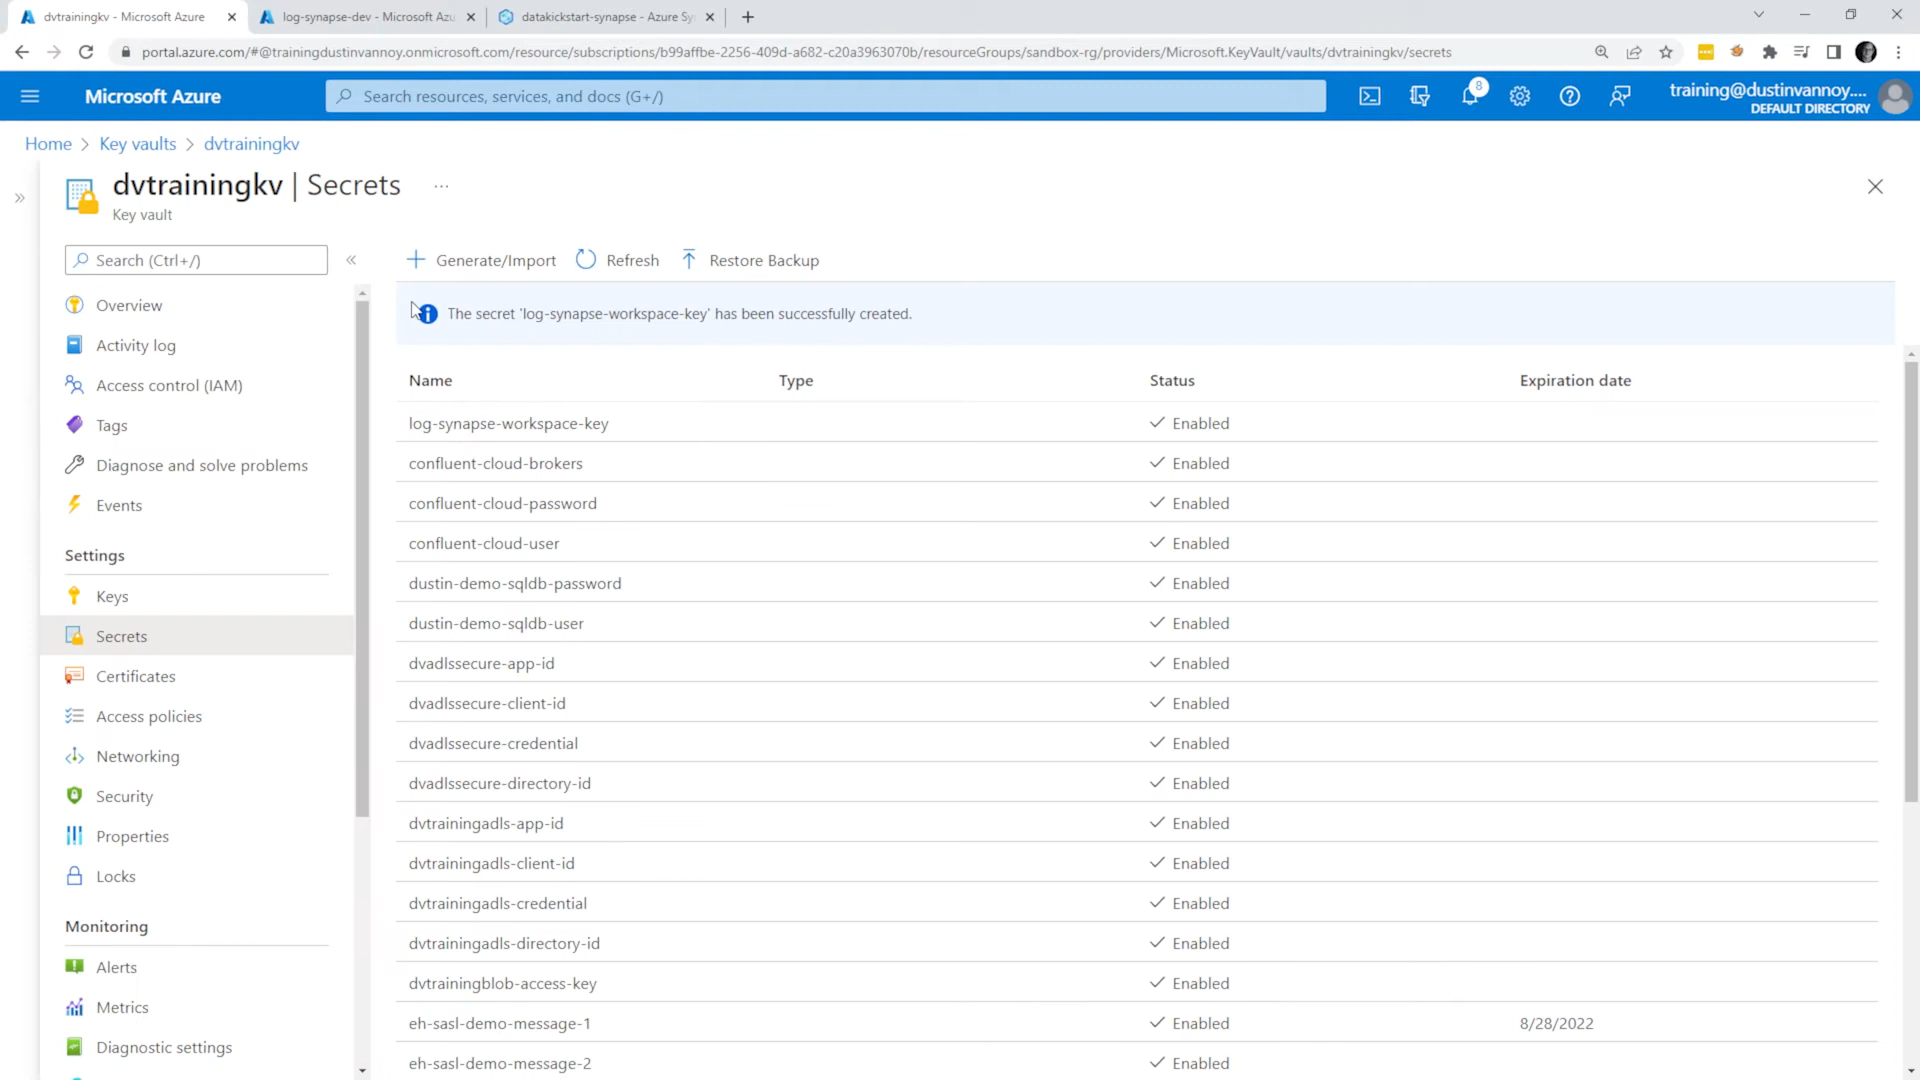 dvtrainingkv - Microsoft Azure
log-synapse-dev - Microsoft Azu
datakickstart-synapse - Azure Sy
portal.azure.com/#@trainingdustinvannoy.onmicrosoft.com/resource/subscriptions/b99affbe-2256-409d-a682-c20a3963070b/resourceGroups/sandbox-rg/providers/Microsoft.KeyVault/vaults/dvtrainingkv/secrets
Microsoft Azure
Search resources, services, and docs (G+/)
8
training@dustinvannoy....
DEFAULT DIRECTORY
Home > Key vaults > dvtrainingkv
dvtrainingkv | Secrets ...
Key vault
Search (Ctrl+/)
Overview
Activity log
Access control (IAM)
Tags
Diagnose and solve problems
Events
Settings
Keys
Secrets
Certificates
Access policies
Networking
Security
Properties
Locks
Monitoring
Alerts
Metrics
Diagnostic settings
Generate/Import Refresh Restore Backup
The secret 'log-synapse-workspace-key' has been successfully created.
Name Type Status Expiration date
log-synapse-workspace-key Enabled
confluent-cloud-brokers Enabled
confluent-cloud-password Enabled
confluent-cloud-user Enabled
dustin-demo-sqldb-password Enabled
dustin-demo-sqldb-user Enabled
dvadlssecure-app-id Enabled
dvadlssecure-client-id Enabled
dvadlssecure-credential Enabled
dvadlssecure-directory-id Enabled
dvtrainingadls-app-id Enabled
dvtrainingadls-client-id Enabled
dvtrainingadls-credential Enabled
dvtrainingadls-directory-id Enabled
dvtrainingblob-access-key Enabled
eh-sasl-demo-message-1 Enabled 8/28/2022
eh-sasl-demo-message-2 Enabled